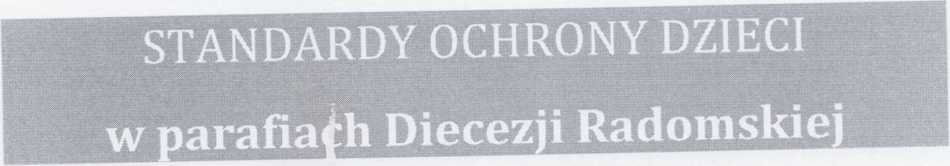 STANDARDY OCHRONY DZIECI
w parafiach Diecezji Radomskiej